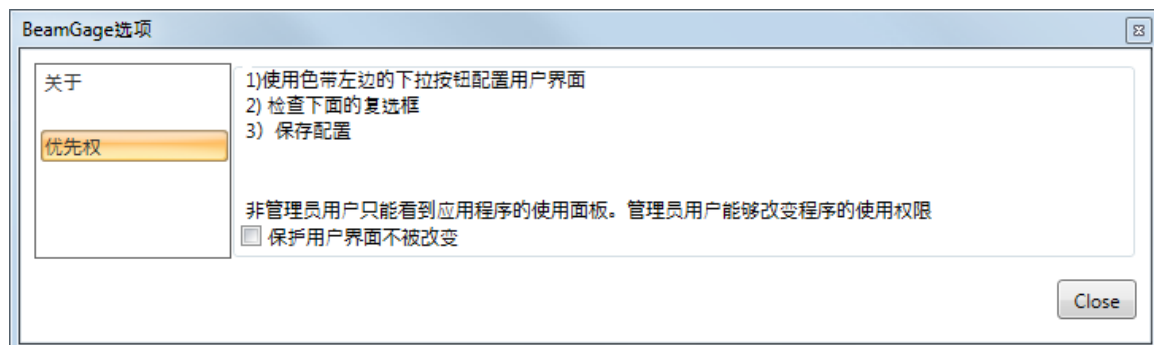 BeamGage选项
关于
优先权
1)使用色带左边的下拉按钮配置用户界面
2) 检查下面的复选框
3）保存配置
非管理员用户只能看到应用程序的使用面板。管理员用户能够改变程序的使用权限
保护用户界面不被改变
Close